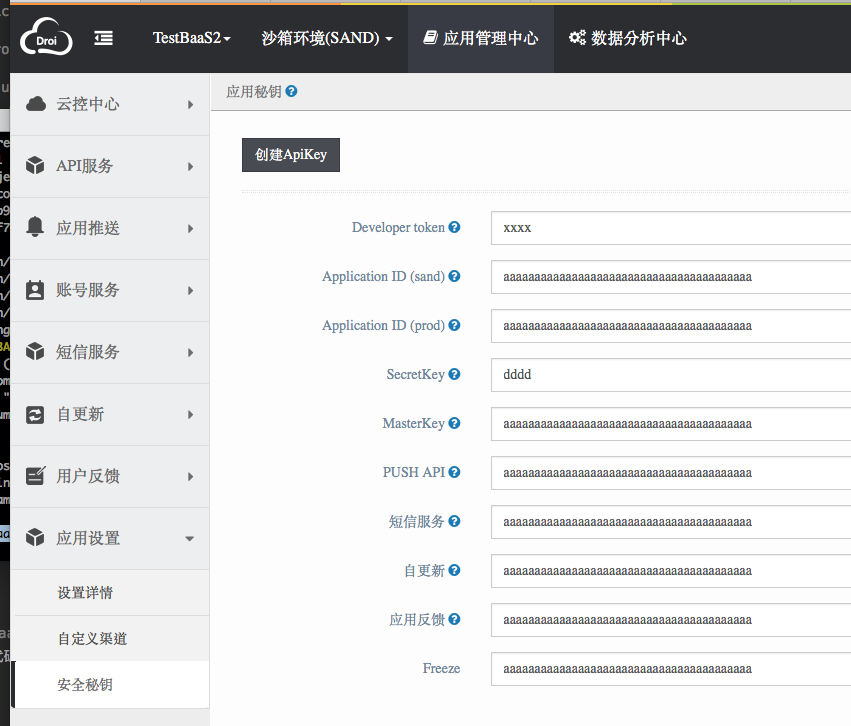 Droi
TestBaaS2
沙箱环境(SAND)
应用管理中心
数据分析中心
云控中心
API服务
应用推送
账号服务
短信服务
自更新
用户反馈
应用设置
设置详情
自定义渠道
安全秘钥
应用秘钥
创建ApiKey
Developer token
xxxx
Application ID (sand)
aaaaaaaaaaaaaaaaaaaaaaaaaaaaaaaaaaaaaaaa
Application ID (prod)
aaaaaaaaaaaaaaaaaaaaaaaaaaaaaaaaaaaaaaaa
SecretKey
dddd
MasterKey
aaaaaaaaaaaaaaaaaaaaaaaaaaaaaaaaaaaaaaaa
PUSH API
aaaaaaaaaaaaaaaaaaaaaaaaaaaaaaaaaaaaaaaa
短信服务
aaaaaaaaaaaaaaaaaaaaaaaaaaaaaaaaaaaaaaaa
自更新
aaaaaaaaaaaaaaaaaaaaaaaaaaaaaaaaaaaaaaaa
应用反馈
aaaaaaaaaaaaaaaaaaaaaaaaaaaaaaaaaaaaaaaa
Freeze
aaaaaaaaaaaaaaaaaaaaaaaaaaaaaaaaaaaaaaaa